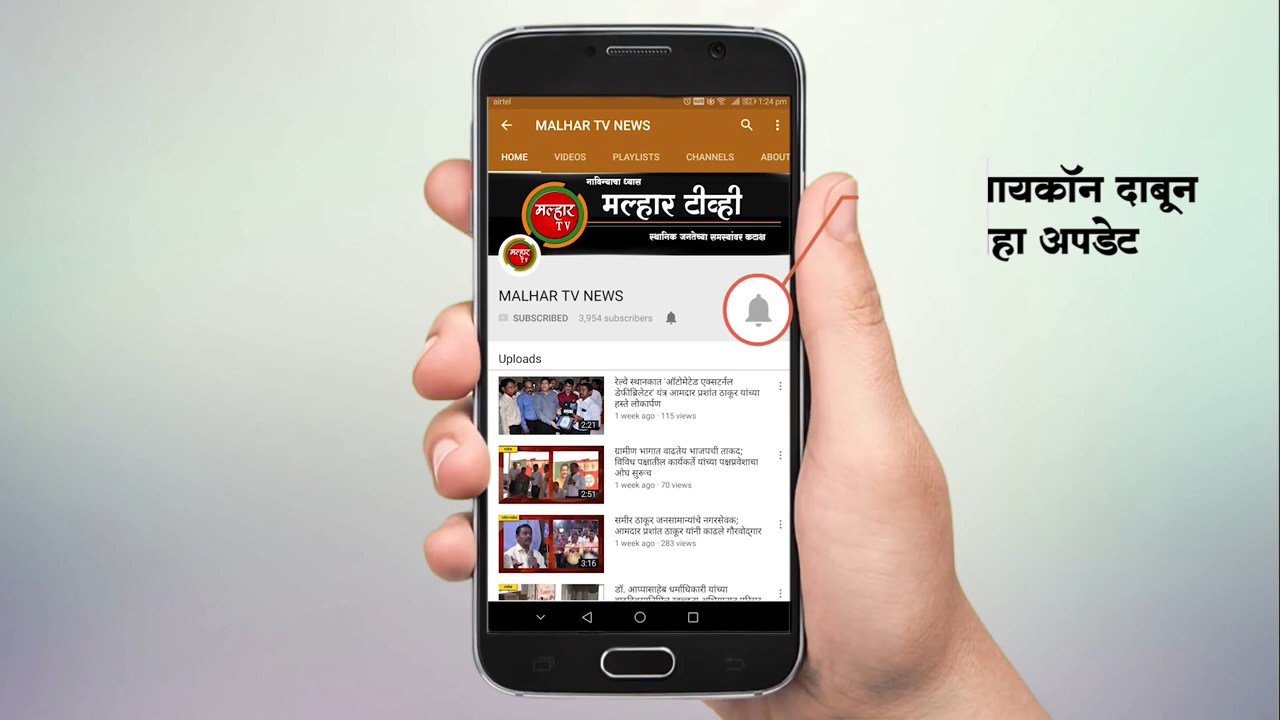 airtel
1:24 pm
MALHAR TV NEWS
HOME VIDEOS PLAYLISTS CHANNELS ABOUT
नाविन्याचा ध्यास
मल्हार टीव्ही
मल्हार
TV
स्थानिक जनतेच्या समस्यांवर कटाक्ष
मल्हार
TV
MALHAR TV NEWS
SUBSCRIBED 3,954 subscribers
Uploads
रेल्वे स्थानकात 'ऑटोमेटेड एक्सटर्नल
डेफीब्रिलेटर' यंत्र आमदार प्रशांत ठाकूर यांच्या
हस्ते लोकार्पण
1 week ago · 115 views
2:21
ग्रामीण भागात वाढतेय भाजपची ताकद;
विविध पक्षातील कार्यकर्ते यांच्या पक्षप्रवेशाचा
ओघ सुरूच
1 week ago · 70 views
2:51
समीर ठाकूर जनसामान्यांचे नगरसेवक;
आमदार प्रशांत ठाकूर यांनी काढले गौरवोद्गार
1 week ago · 283 views
3:16
डॉ. आप्पासाहेब धर्माधिकारी यांच्या
ायकॉन दाबून
हा अपडेट